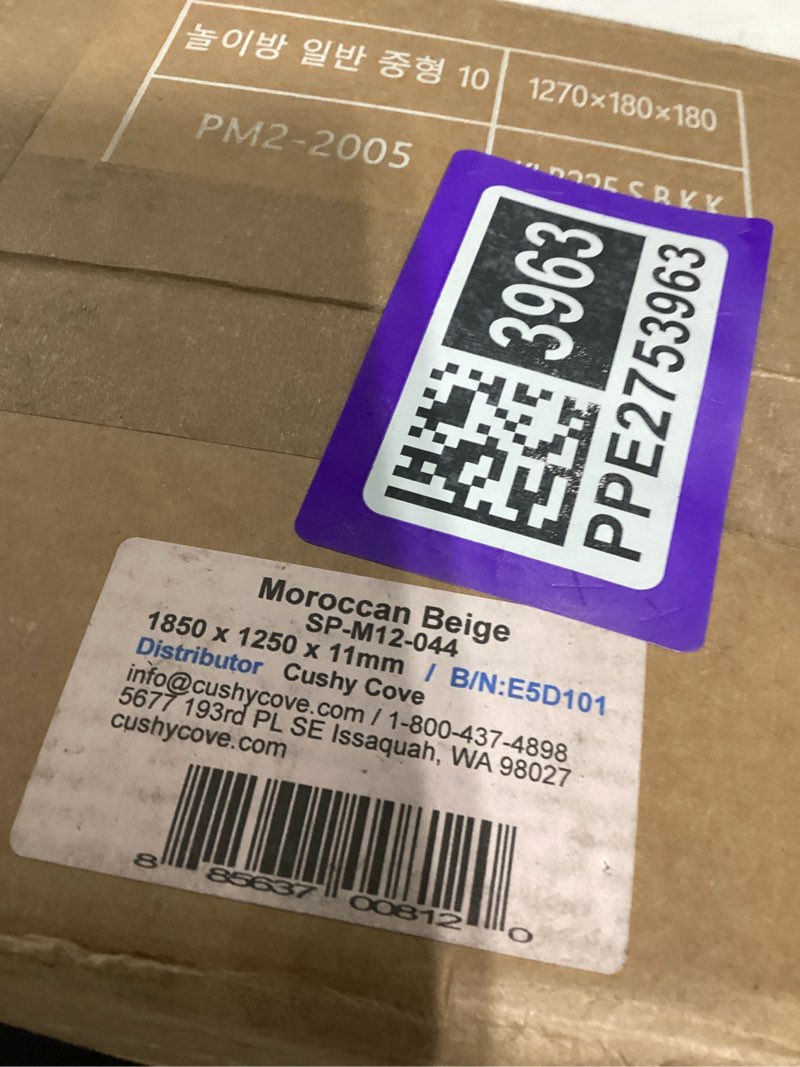 놀이방 일반 중형 10
1270×180×180
PM2-2005
3963
PPE2753963
Moroccan Beige
SP-M12-044
1850 x 1250 x 11mm / B/N:E5D101
Distributor Cushy Cove
info@cushycove.com / 1-800-437-4898
5677 193rd PL SE Issaquah, WA 98027
cushycove.com
8 85637 00812 0